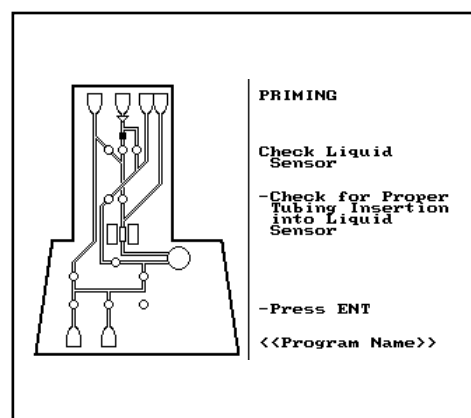 PRIMING
Check Liquid
Sensor
-Check for Proper
Tubing Insertion
into Liquid
Sensor
-Press ENT
<<Program Name>>